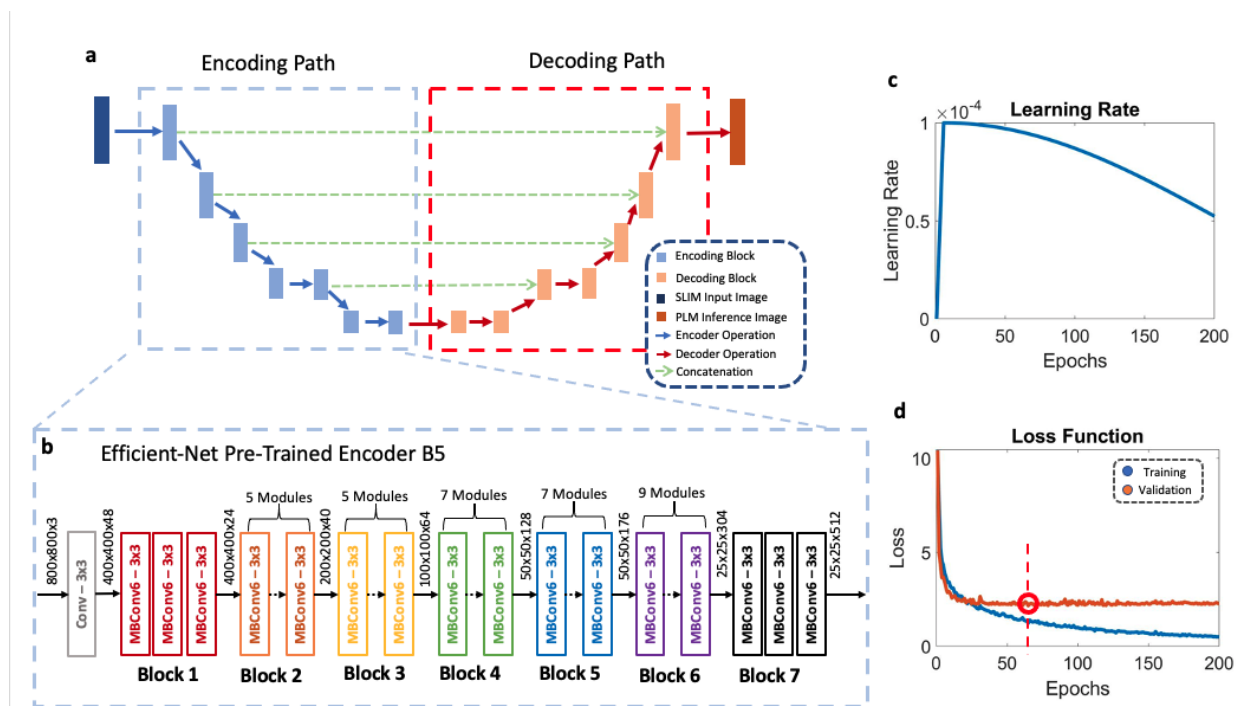 a
Encoding Path
Decoding Path
Encoding Block
Decoding Block
SLIM Input Image
PLM Inference Image
Encoder Operation
Decoder Operation
Concatenation
b
Efficient-Net Pre-Trained Encoder B5
5 Modules
5 Modules
7 Modules
7 Modules
9 Modules
800x800x3
Conv – 3x3
400x400x48
MBConv6 – 3x3
MBConv6 – 3x3
MBConv6 – 3x3
400x400x24
MBConv6 – 3x3
MBConv6 – 3x3
200x200x40
MBConv6 – 3x3
MBConv6 – 3x3
100x100x64
MBConv6 – 3x3
MBConv6 – 3x3
50x50x128
MBConv6 – 3x3
MBConv6 – 3x3
50x50x176
MBConv6 – 3x3
MBConv6 – 3x3
25x25x304
MBConv6 – 3x3
MBConv6 – 3x3
MBConv6 – 3x3
25x25x512
Block 1
Block 2
Block 3
Block 4
Block 5
Block 6
Block 7
c
×10⁻⁴
Learning Rate
1
0.5
0
Learning Rate
0 50 100 150 200
Epochs
d
Loss Function
10
5
0
Loss
Training
Validation
0 50 100 150 200
Epochs